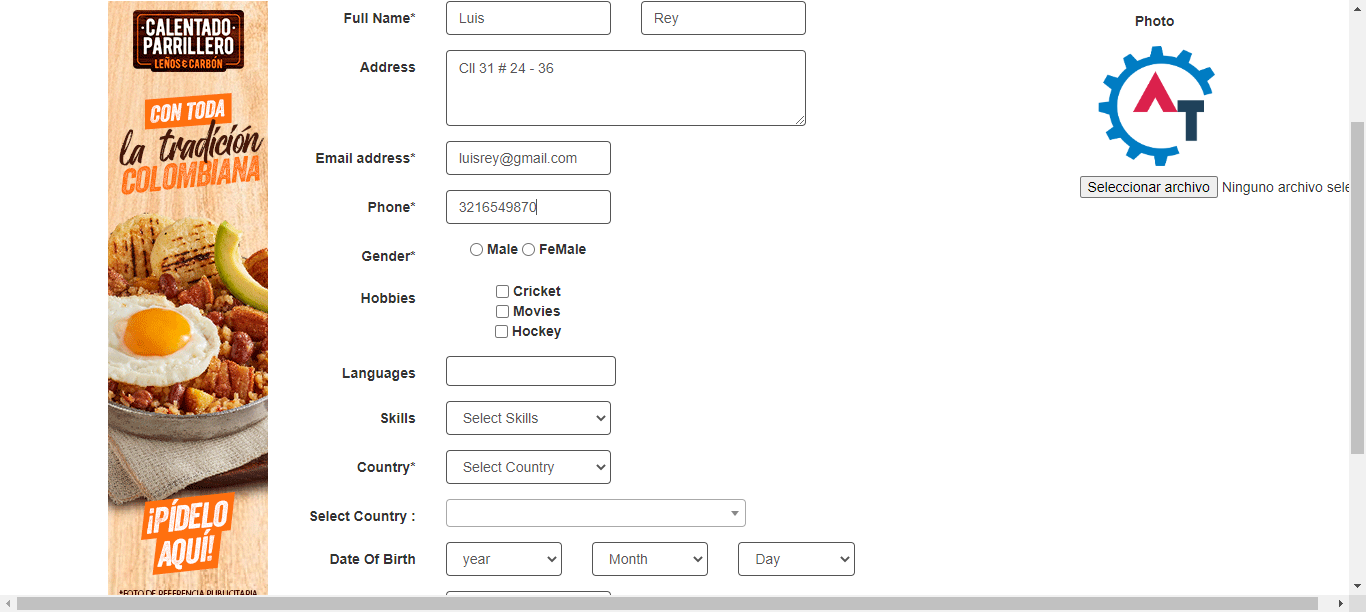 CALENTADO
PARRILLERO
LEÑOS & CARBÓN
CON TODA
la tradición
COLOMBIANA
¡PÍDELO
AQUÍ!
*FOTO DE REFERENCIA PUBLICITARIA
Full Name* Luis Rey
Address Cll 31 # 24 - 36
Email address* luisrey@gmail.com
Phone* 3216549870
Gender* Male FeMale
Hobbies Cricket
Movies
Hockey
Languages
Skills Select Skills
Country* Select Country
Select Country :
Date Of Birth year Month Day
Photo
AT
Seleccionar archivo Ninguno archivo sele